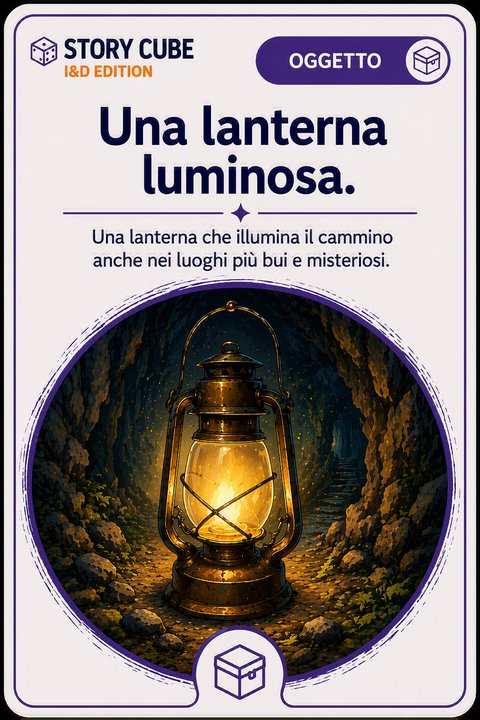 STORY CUBE
I&D EDITION
OGGETTO
Una lanterna
luminosa.
Una lanterna che illumina il cammino
anche nei luoghi più bui e misteriosi.